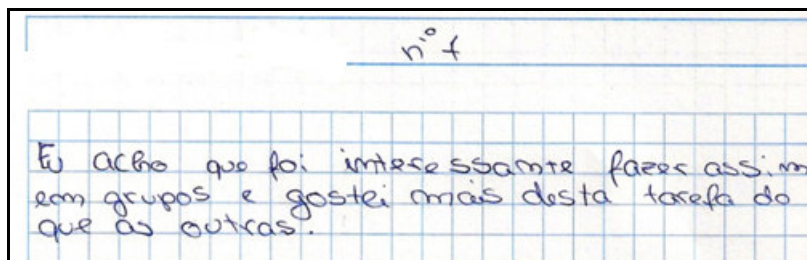 nº 7
Eu acho que foi interessante fazer assim
em grupos e gostei mais desta tarefa do
que as outras.